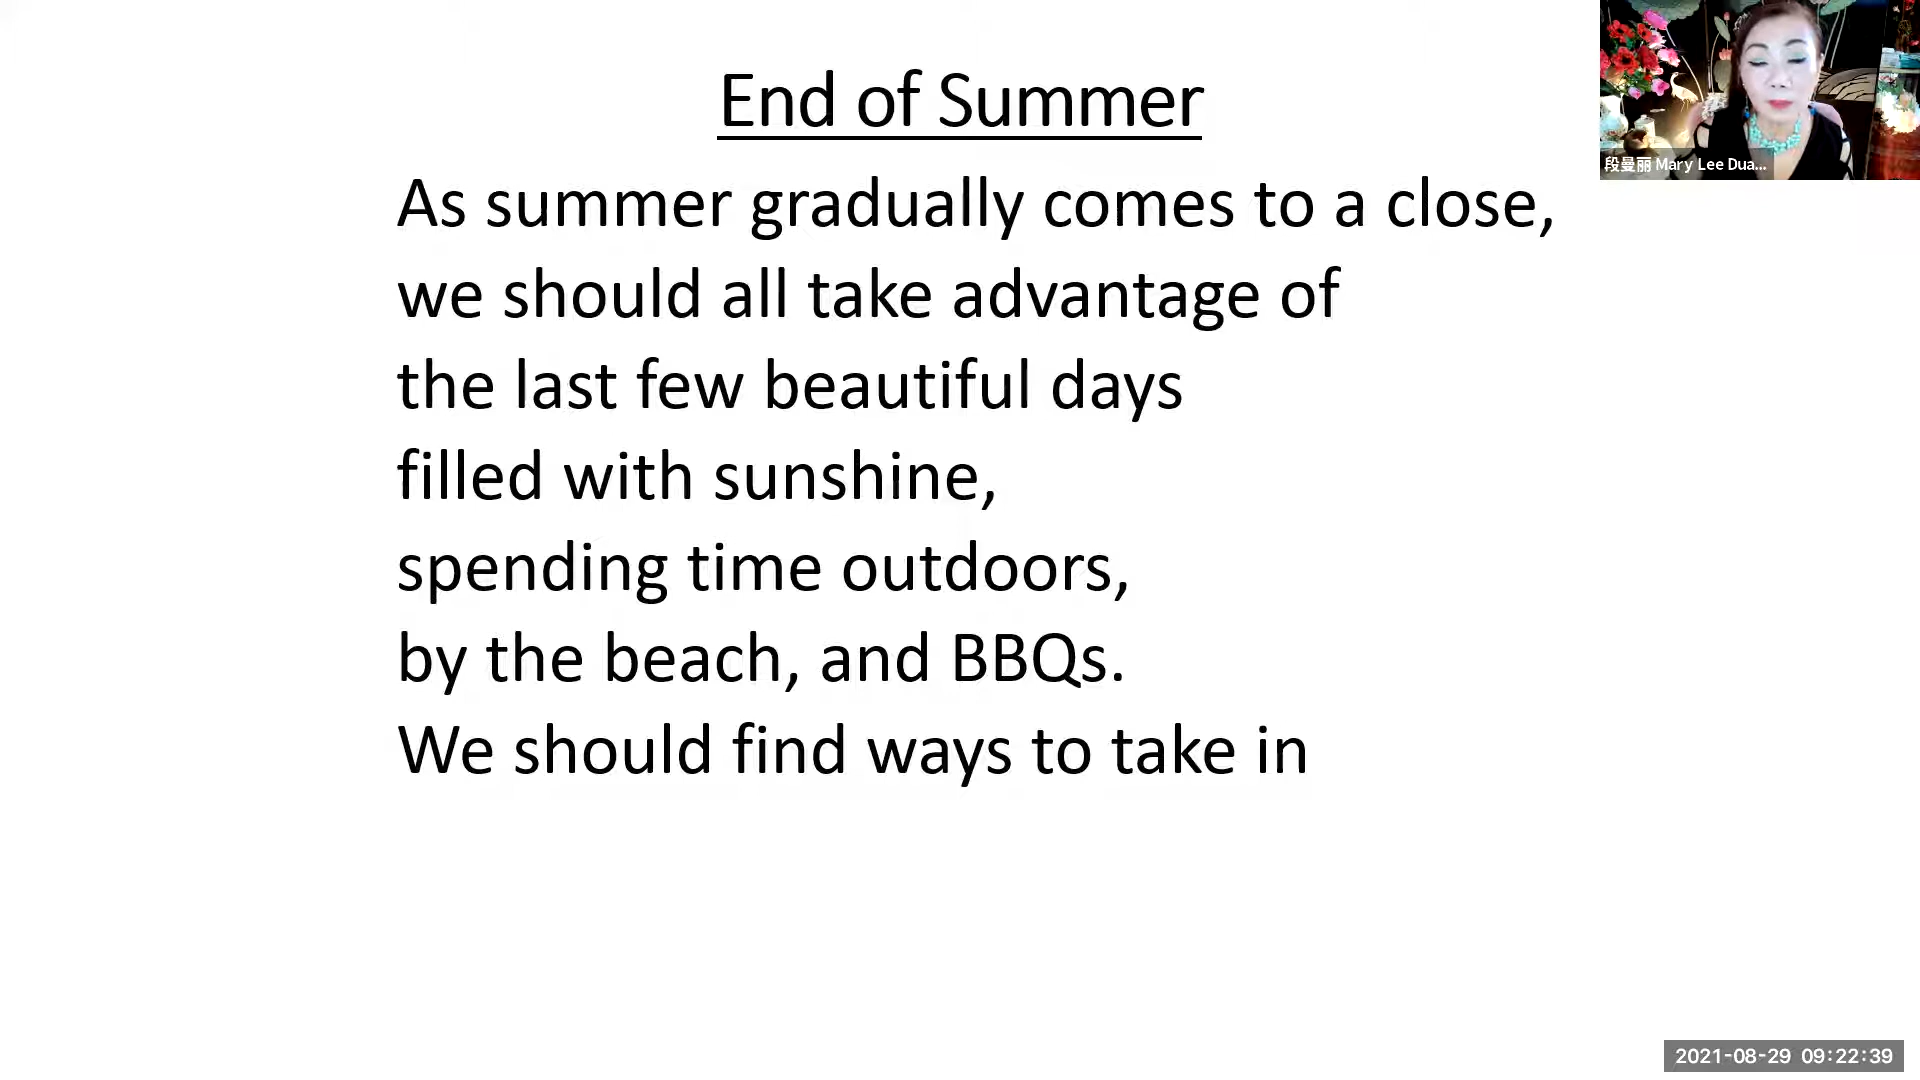 End of Summer
As summer gradually comes to a close,
we should all take advantage of
the last few beautiful days
filled with sunshine,
spending time outdoors,
by the beach, and BBQs.
We should find ways to take in
段曼丽 Mary Lee Dua...
2021-08-29 09:22:39